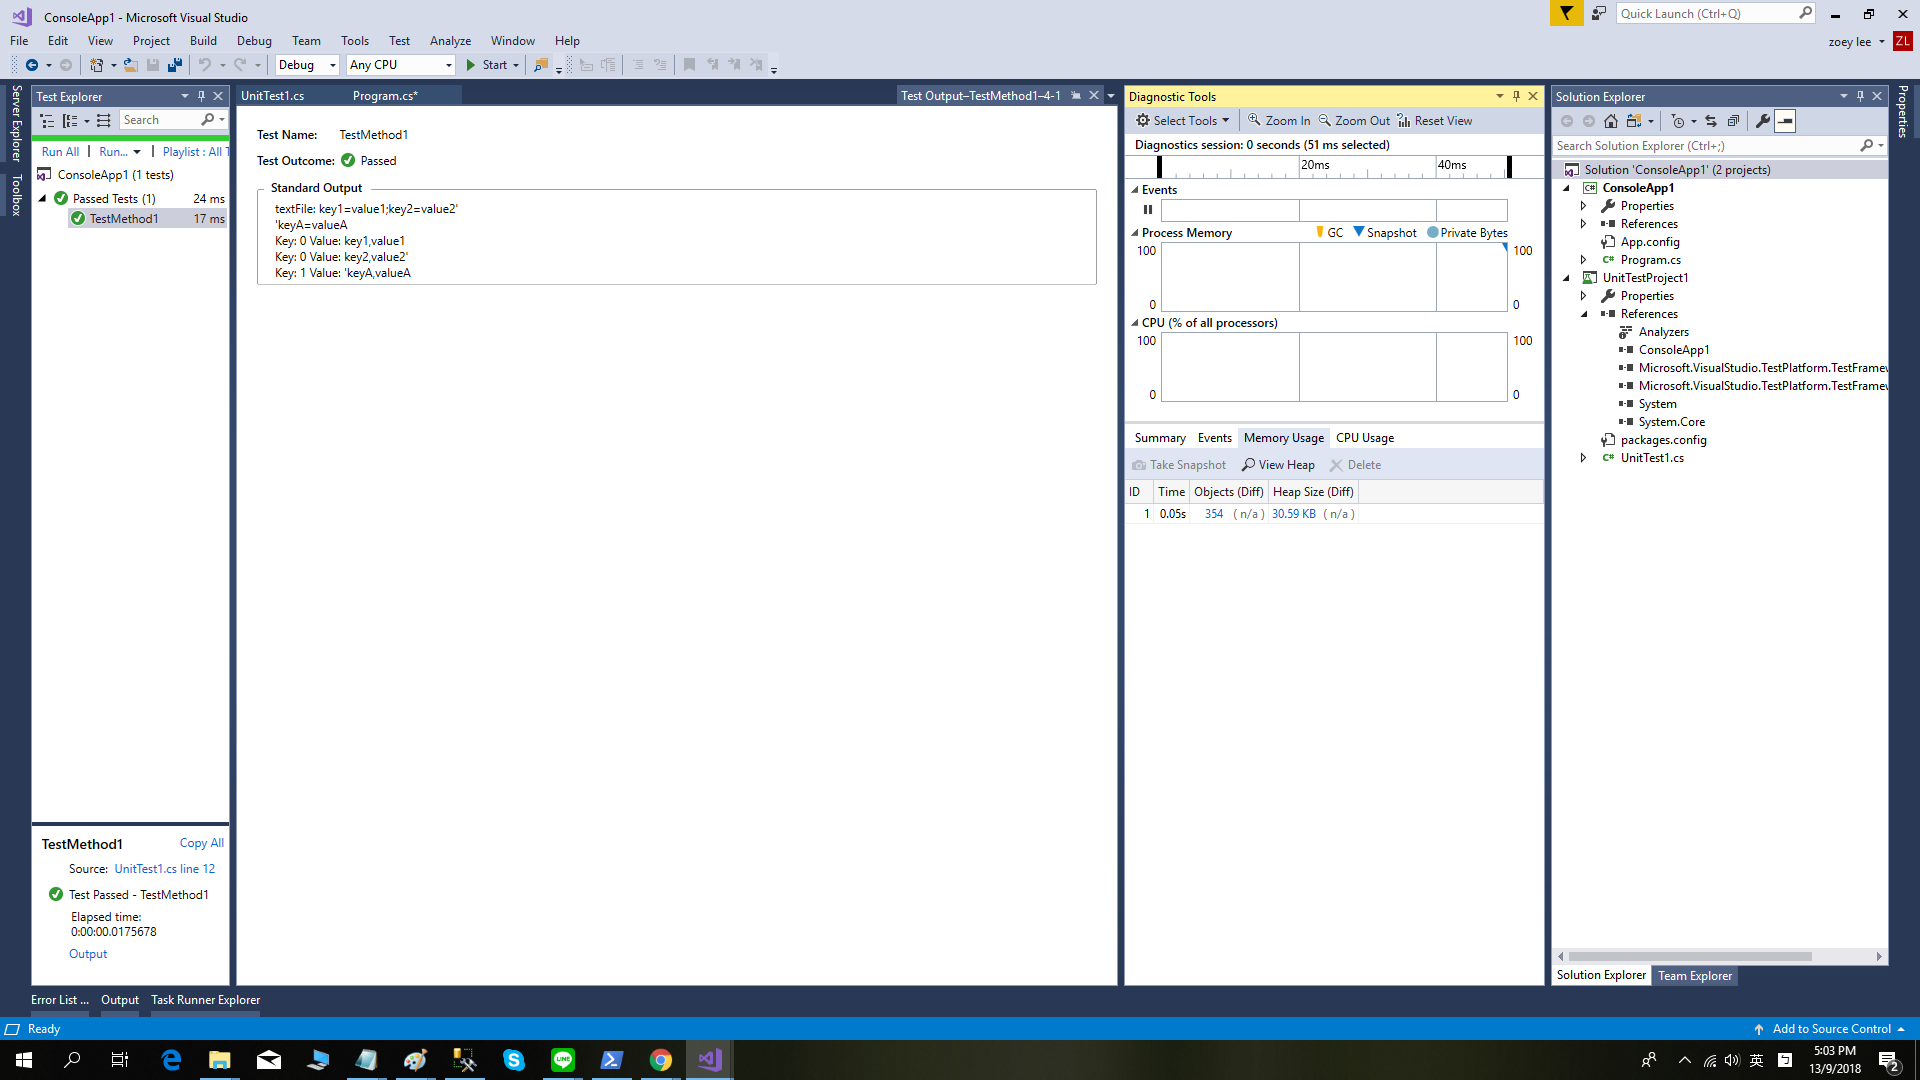 ConsoleApp1 - Microsoft Visual Studio
Quick Launch (Ctrl+Q)
File Edit View Project Build Debug Team Tools Test Analyze Window Help
zoey lee
ZL
Debug
Any CPU
Start
Server Explorer
Toolbox
Test Explorer
Search
Run All | Run... | Playlist : All T
ConsoleApp1 (1 tests)
Passed Tests (1) 24 ms
TestMethod1 17 ms
TestMethod1
Copy All
Source: UnitTest1.cs line 12
Test Passed - TestMethod1
Elapsed time:
0:00:00.0175678
Output
UnitTest1.cs
Program.cs*
Test Output–TestMethod1–4-1
Test Name: TestMethod1
Test Outcome: Passed
Standard Output
textFile: key1=value1;key2=value2'
'keyA=valueA
Key: 0 Value: key1,value1
Key: 0 Value: key2,value2'
Key: 1 Value: 'keyA,valueA
Diagnostic Tools
Select Tools Zoom In Zoom Out Reset View
Diagnostics session: 0 seconds (51 ms selected)
20ms 40ms
Events
Process Memory GC Snapshot Private Bytes
100 100
0 0
CPU (% of all processors)
100 100
0 0
Summary Events Memory Usage CPU Usage
Take Snapshot View Heap Delete
ID Time Objects (Diff) Heap Size (Diff)
1 0.05s 354 ( n/a ) 30.59 KB ( n/a )
Solution Explorer
Search Solution Explorer (Ctrl+;)
Solution 'ConsoleApp1' (2 projects)
ConsoleApp1
Properties
References
App.config
Program.cs
UnitTestProject1
Properties
References
Analyzers
ConsoleApp1
Microsoft.VisualStudio.TestPlatform.TestFramew
Microsoft.VisualStudio.TestPlatform.TestFramew
System
System.Core
packages.config
UnitTest1.cs
Solution Explorer Team Explorer
Properties
Error List ... Output Task Runner Explorer
Ready
Add to Source Control
LINE
英
5:03 PM
13/9/2018
2